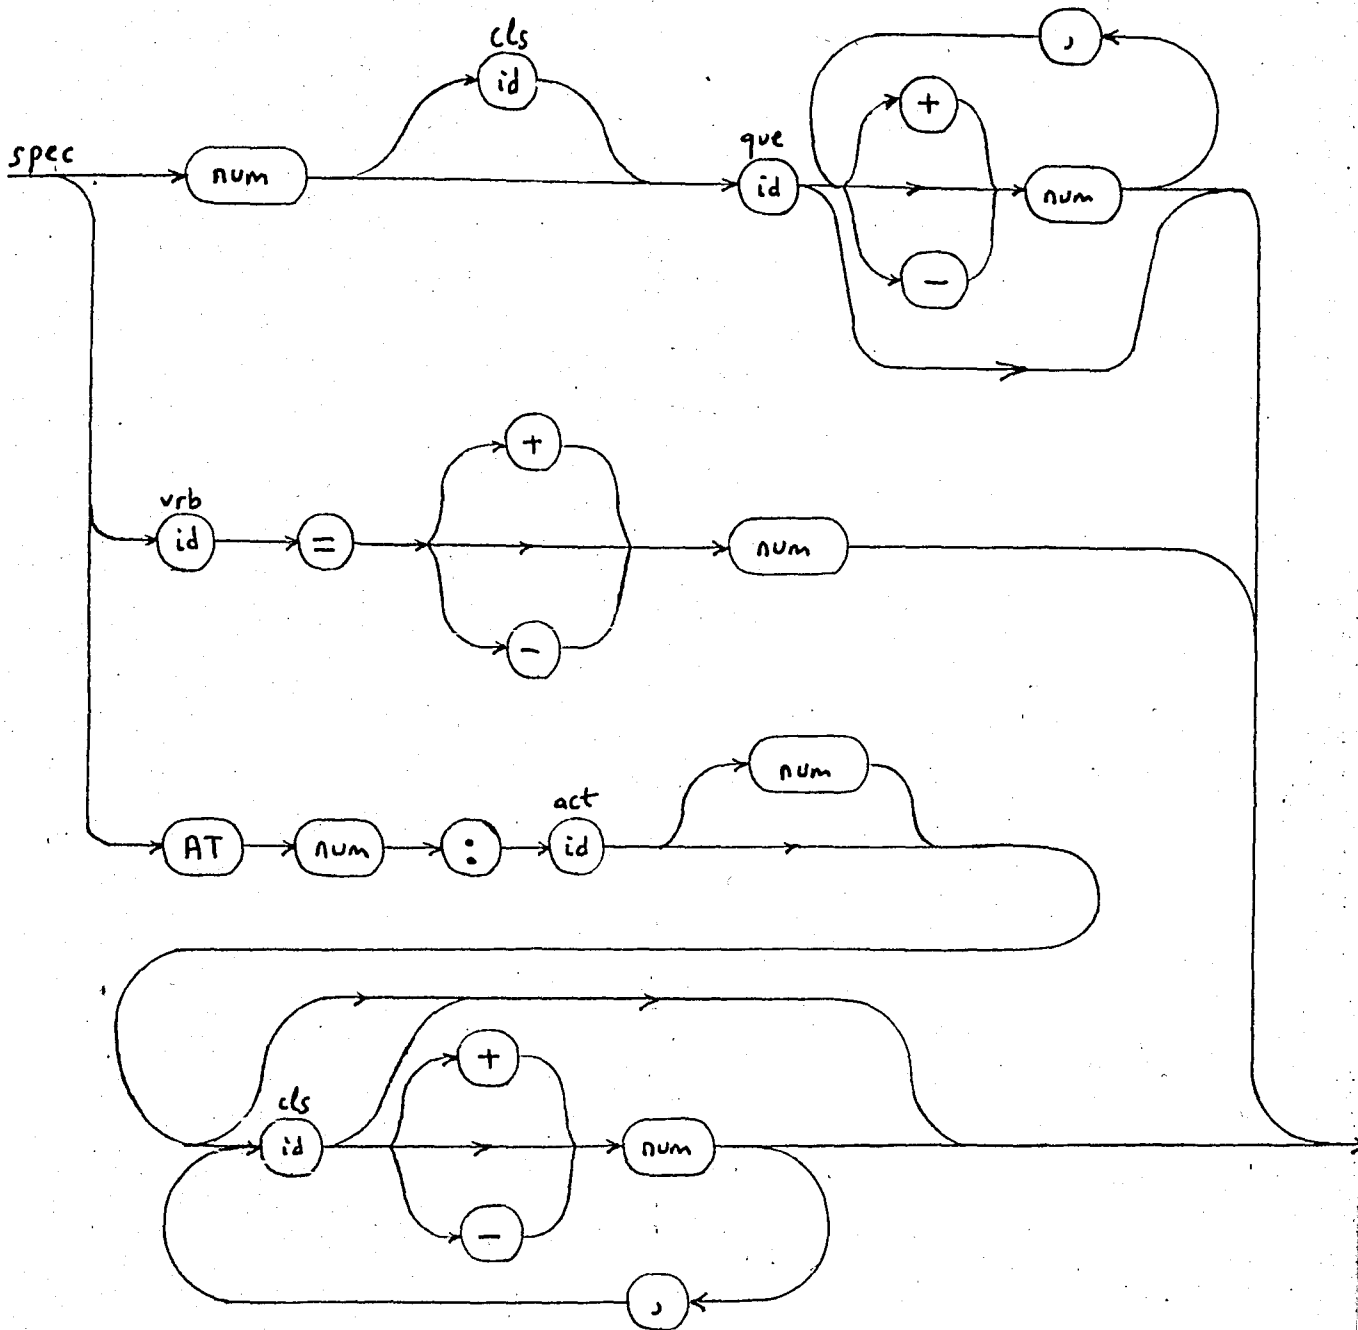 spec
num
cls
id
que
id
,
+
-
num
vrb
id
=
+
-
num
AT
num
:
act
id
num
cls
id
+
-
num
,